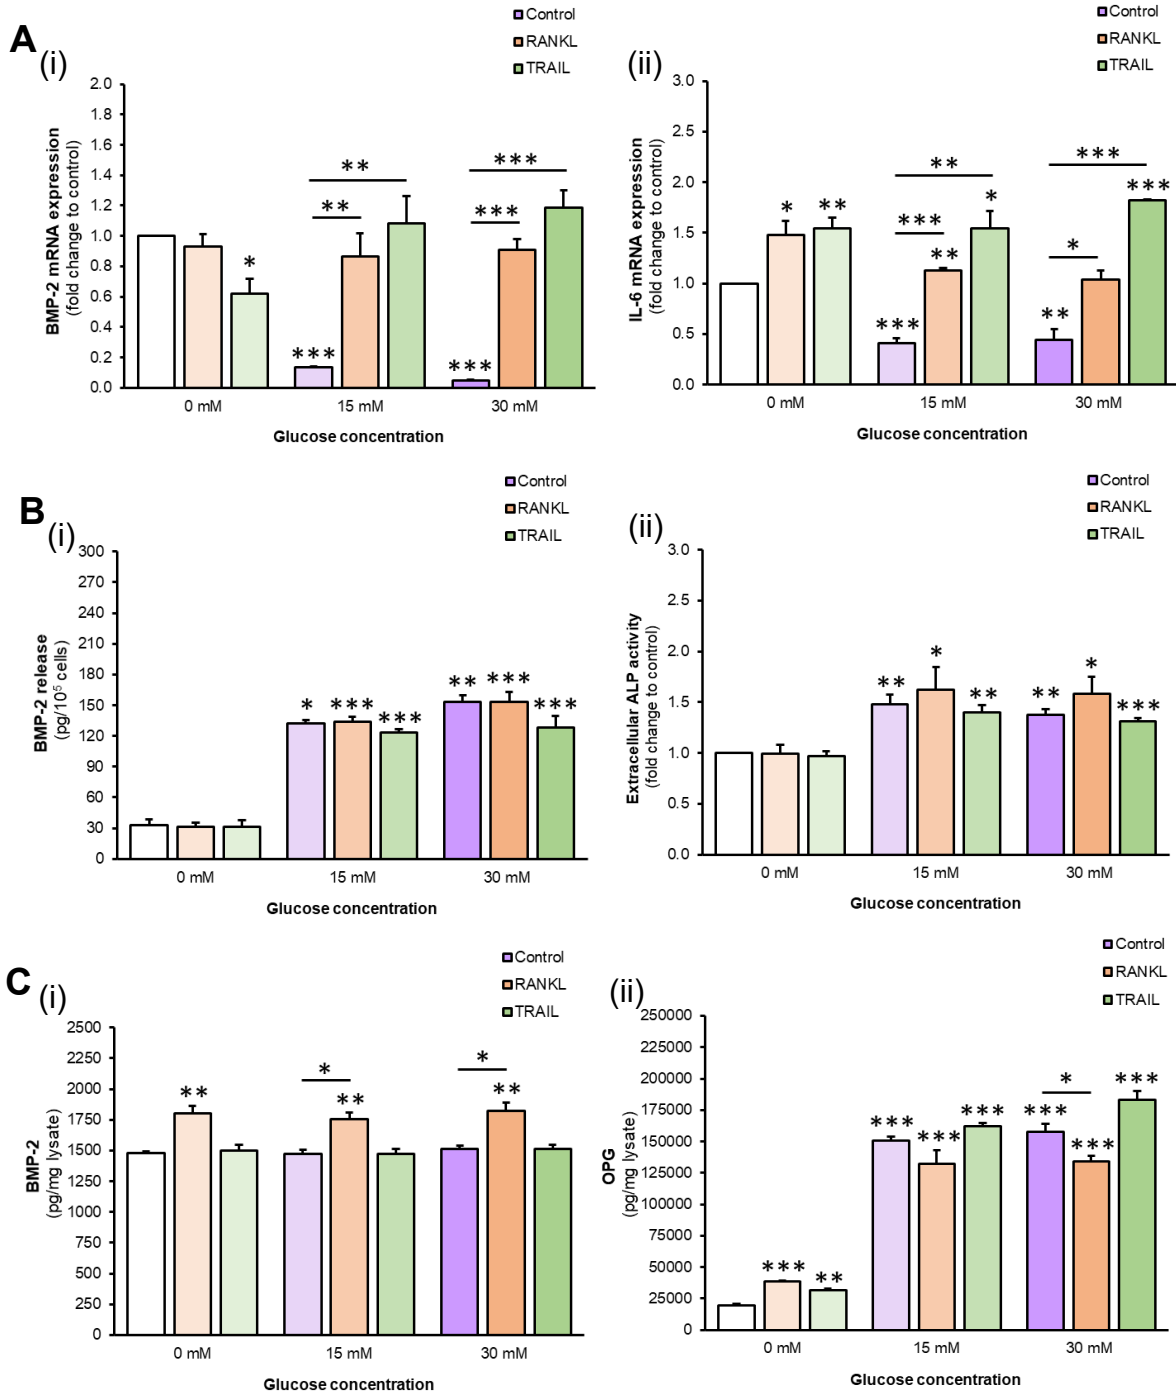 A
(i)
Control
RANKL
TRAIL
BMP-2 mRNA expression
(fold change to control)
2.0
1.8
1.6
1.4
1.2
1.0
0.8
0.6
0.4
0.2
0.0
*
***
**
**
***
***
***
0 mM
15 mM
30 mM
Glucose concentration
(ii)
Control
RANKL
TRAIL
IL-6 mRNA expression
(fold change to control)
3.0
2.5
2.0
1.5
1.0
0.5
0.0
*
**
***
***
**
**
*
**
*
***
***
0 mM
15 mM
30 mM
Glucose concentration
B
(i)
Control
RANKL
TRAIL
BMP-2 release
(pg/10⁵ cells)
300
270
240
210
180
150
120
90
60
30
0
*
***
***
**
***
***
0 mM
15 mM
30 mM
Glucose concentration
(ii)
Control
RANKL
TRAIL
Extracellular ALP activity
(fold change to control)
3.0
2.5
2.0
1.5
1.0
0.5
0.0
**
*
**
**
*
***
0 mM
15 mM
30 mM
Glucose concentration
C
(i)
Control
RANKL
TRAIL
BMP-2
(pg/mg lysate)
2500
2250
2000
1750
1500
1250
1000
750
500
250
0
**
*
**
*
**
0 mM
15 mM
30 mM
Glucose concentration
(ii)
Control
RANKL
TRAIL
OPG
(pg/mg lysate)
250000
225000
200000
175000
150000
125000
100000
75000
50000
25000
0
***
**
***
***
***
***
*
***
***
0 mM
15 mM
30 mM
Glucose concentration